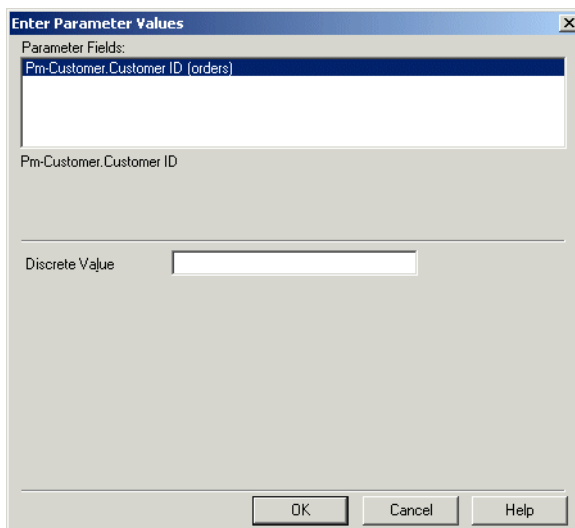 Enter Parameter Values
Parameter Fields:
Pm-Customer.Customer ID (orders)
Pm-Customer.Customer ID
Discrete Value
OK Cancel Help